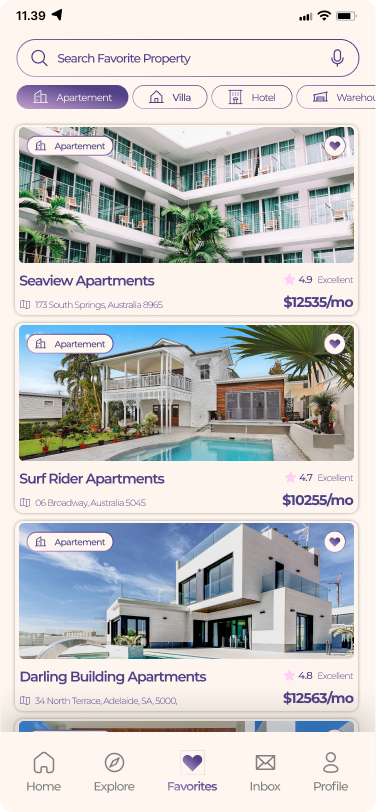 11.39
Search Favorite Property
Apartement Villa Hotel Warehou
Apartement
Seaview Apartments 4.9 Excellent
173 South Springs, Australia 8965 $12535/mo
Apartement
Surf Rider Apartments 4.7 Excellent
06 Broadway, Australia 5045 $10255/mo
Apartement
Darling Building Apartments 4.8 Excellent
34 North Terrace, Adelaide, SA, 5000, $12563/mo
Home Explore Favorites Inbox Profile